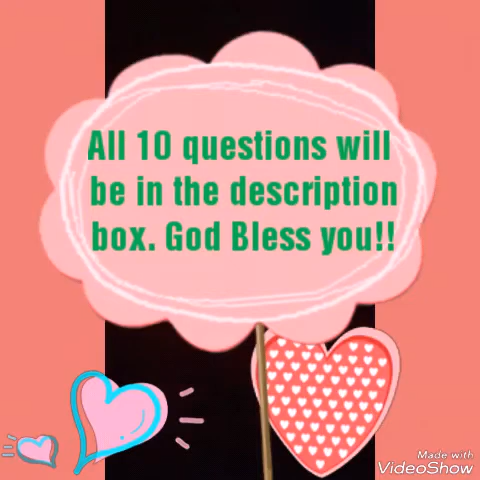 All 10 questions will
be in the description
box. God Bless you!!
Made with
VideoShow